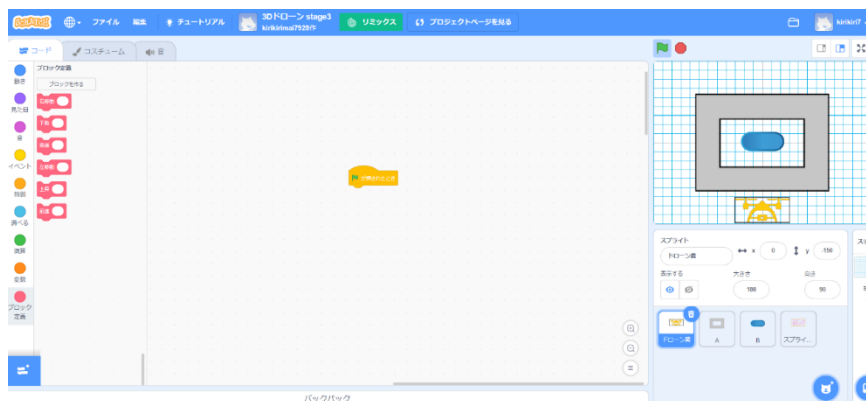 SCRATCH
ファイル
編集
チュートリアル
3Dドローン stage3
kirikirimai7928作
リミックス
プロジェクトページを見る
kirikiri7
コード
コスチューム
音
動き
見た目
音
イベント
制御
調べる
演算
変数
ブロック定義
ブロック定義
ブロックを作る
右移動
下降
後進
左移動
上昇
前進
が押されたとき
スプライト
ドローン黄
x 0
y -150
表示する
大きさ
100
向き
90
ドローン黄
A
B
スプライ...
バックパック